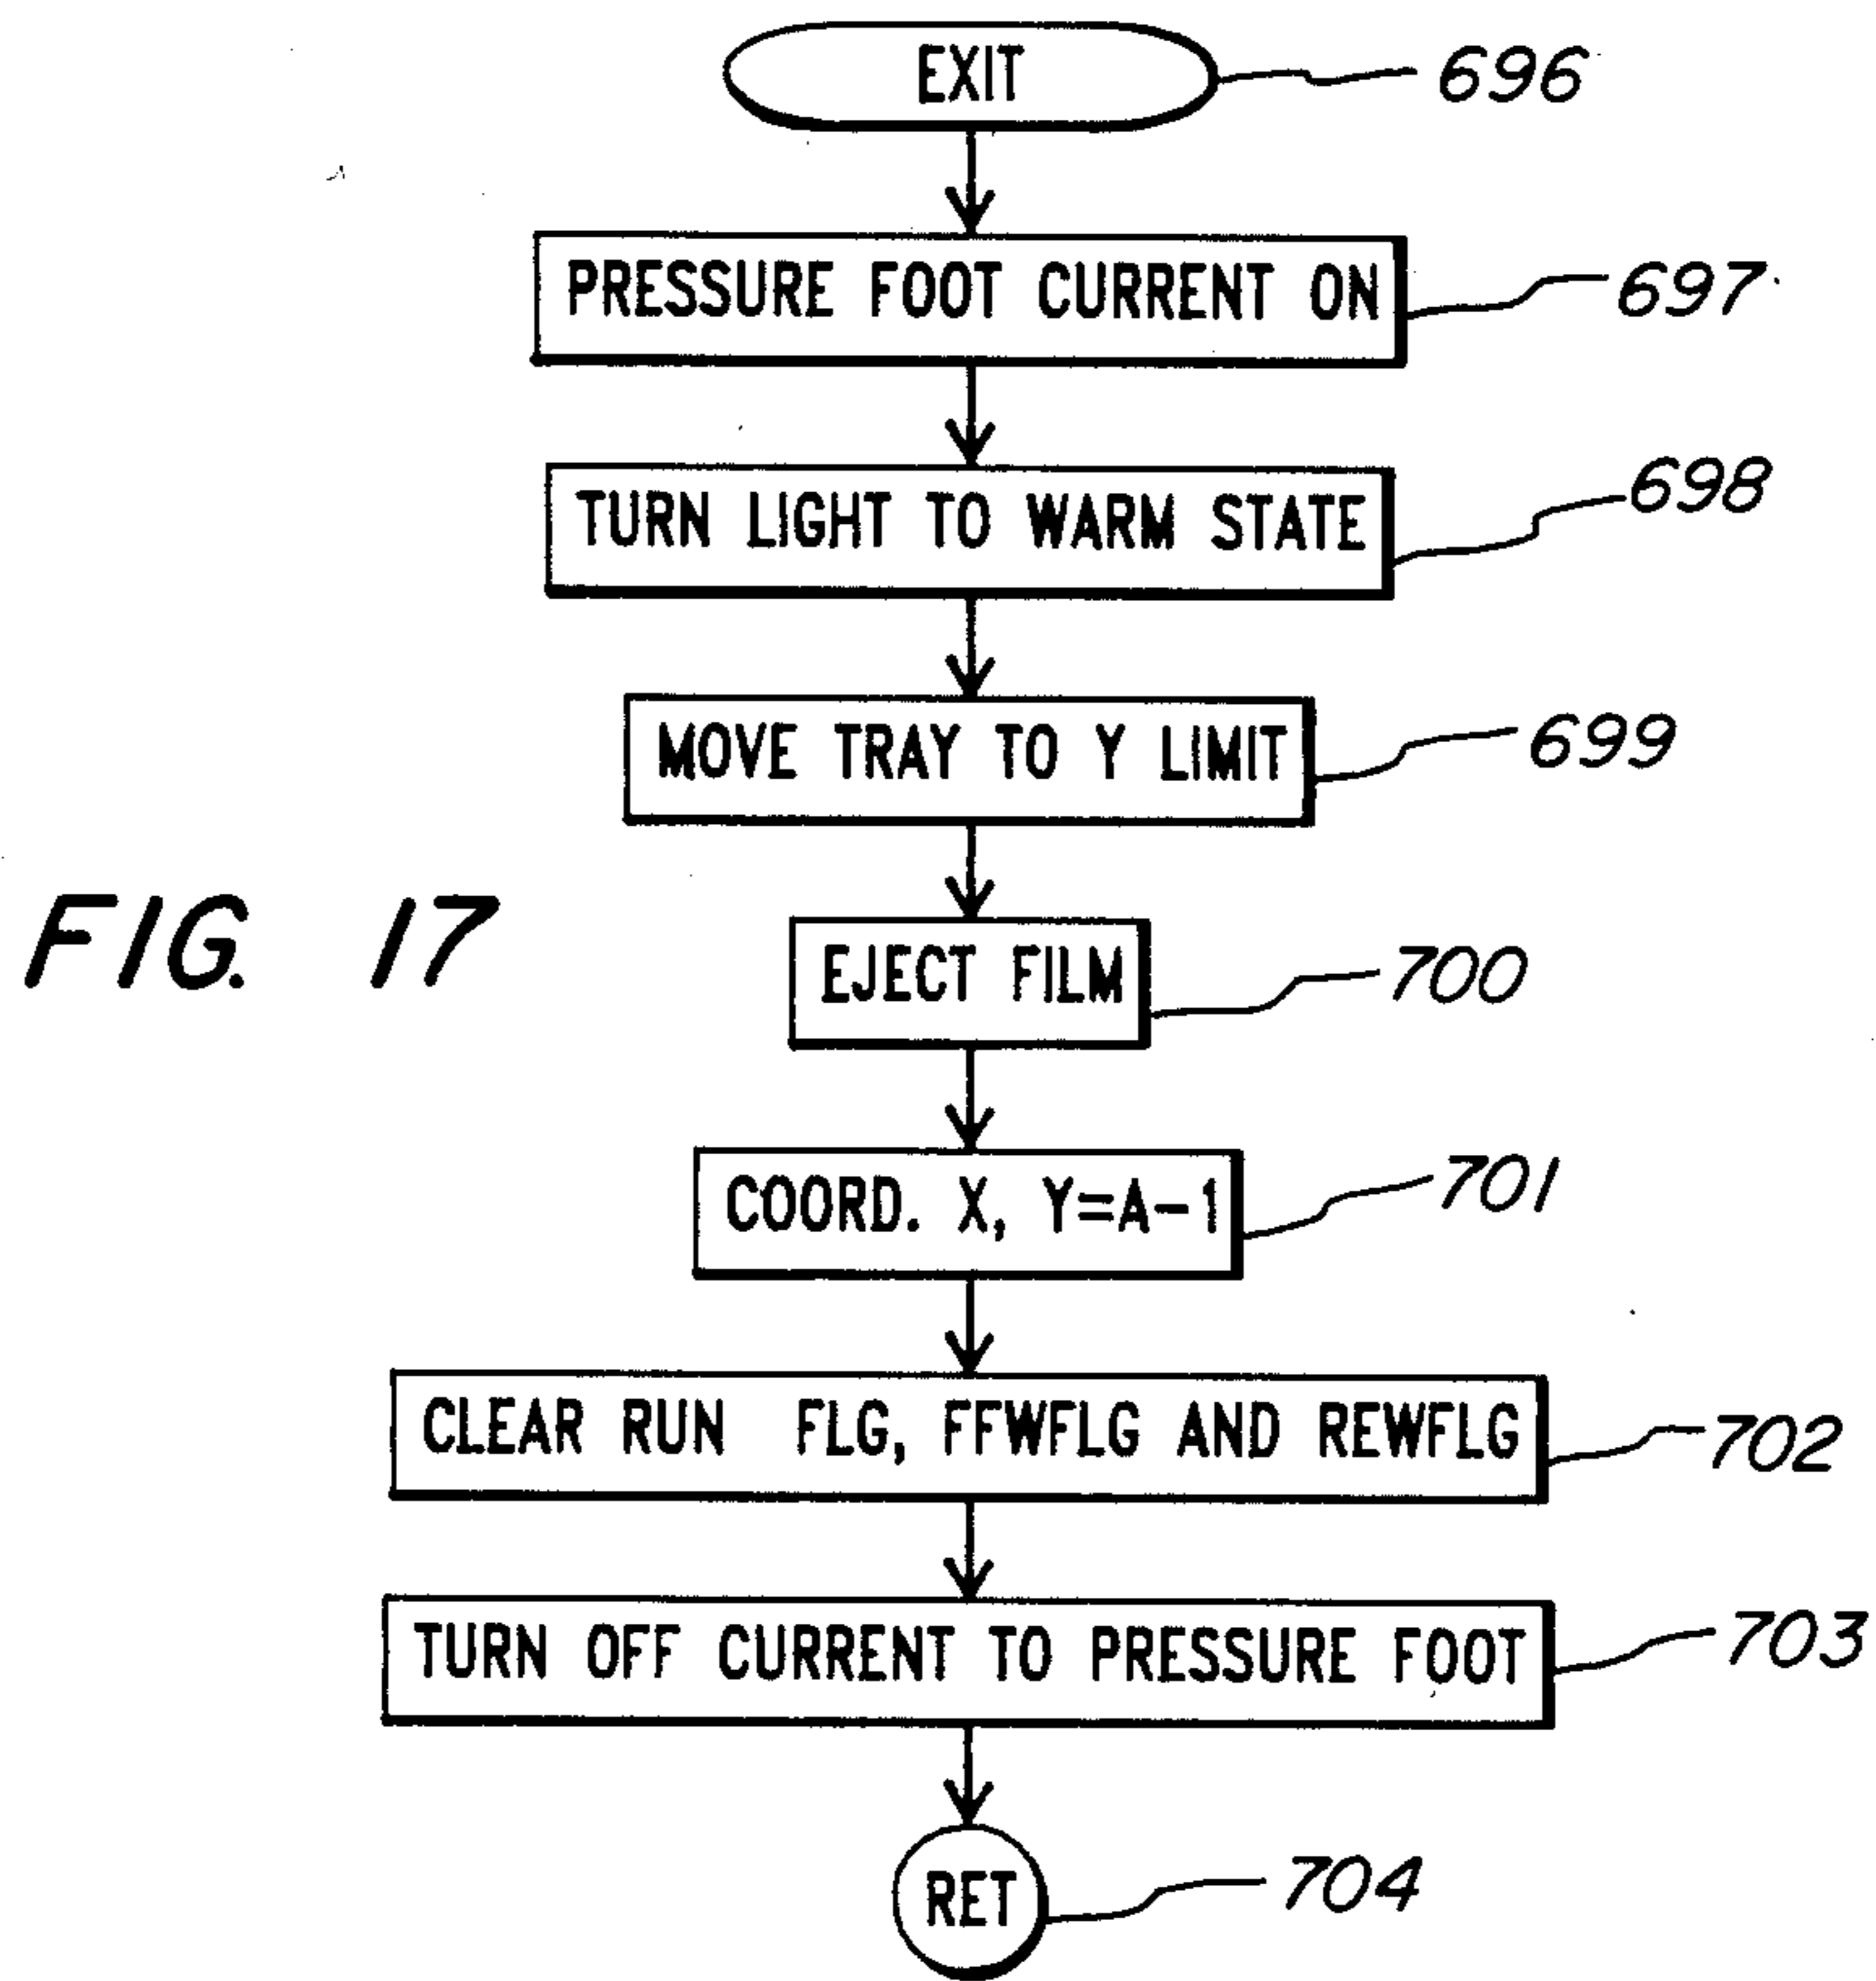 EXIT 696
PRESSURE FOOT CURRENT ON 697
TURN LIGHT TO WARM STATE 698
MOVE TRAY TO Y LIMIT 699
FIG. 17
EJECT FILM 700
COORD. X, Y=A-1 701
CLEAR RUN FLG, FFWFLG AND REWFLG 702
TURN OFF CURRENT TO PRESSURE FOOT 703
RET 704